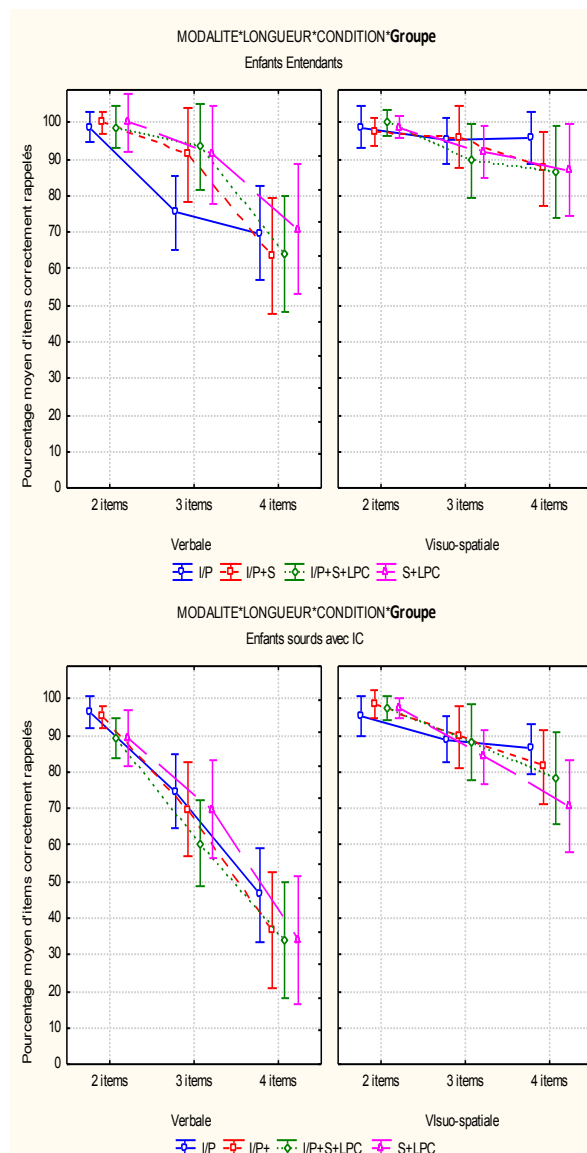 MODALITE*LONGUEUR*CONDITION*Groupe
Enfants Entendants
Pourcentage moyen d'items correctement rappelés
100
90
80
70
60
50
40
30
20
10
0
2 items 3 items 4 items 2 items 3 items 4 items
Verbale Visuo-spatiale
I/P I/P+S I/P+S+LPC S+LPC
MODALITE*LONGUEUR*CONDITION*Groupe
Enfants sourds avec IC
Pourcentage moyen d'items correctement rappelés
100
90
80
70
60
50
40
30
20
10
0
2 items 3 items 4 items 2 items 3 items 4 items
Verbale VIsuo-spatiale
I/P I/P+ I/P+S+LPC S+LPC